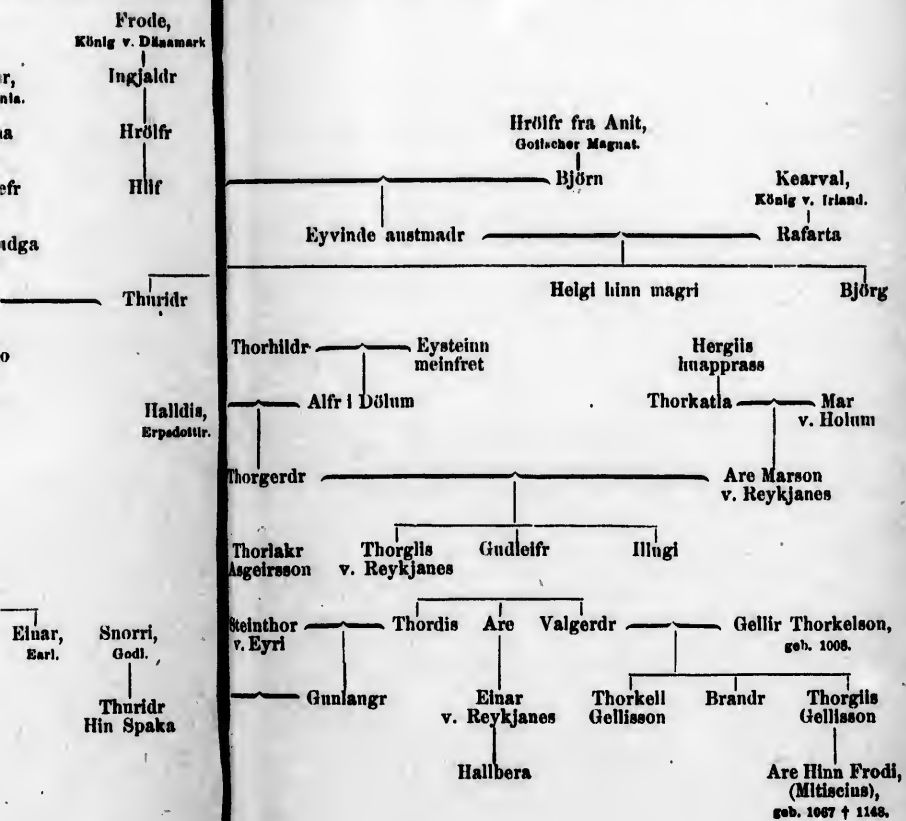 Frode,
König v. Dänamark
Ingjaldr
Hrölfr
Hlif
Hrölfr fra Anit,
Gotischer Magnat.
Björn
Kearval,
König v. Irland.
Eyvinde austmadr
Rafarta
Thuridr
Helgi hinn magri
Björg
Thorhildr
Eysteinn
meinfret
Hergils
huapprass
Halldis,
Erpsdottir.
Alfr i Dölum
Thorkatla
Mar
v. Holum
Thorgerdr
Are Marson
v. Reykjanes
Thorlakr
Asgeirsson
Thorgils
v. Reykjanes
Gudleifr
Illugi
Einar,
Earl.
Snorri,
Godi.
Steinthor
v. Eyri
Thordis
Are
Valgerdr
Gellir Thorkelson,
geb. 1008.
Thuridr
Hin Spaka
Gunlangr
Einar
v. Reykjanes
Thorkell
Gellisson
Brandr
Thorgils
Gellisson
Hallbera
Are Hinn Frodi,
(Mitiscius),
geb. 1067 † 1148.